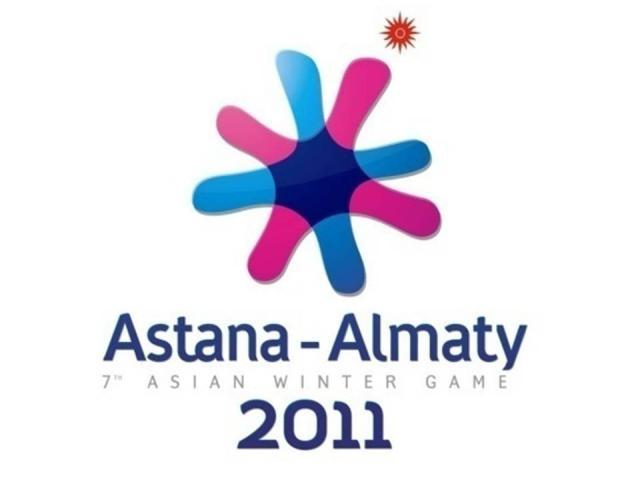 Astana - Almaty
7TH ASIAN WINTER GAME
2011